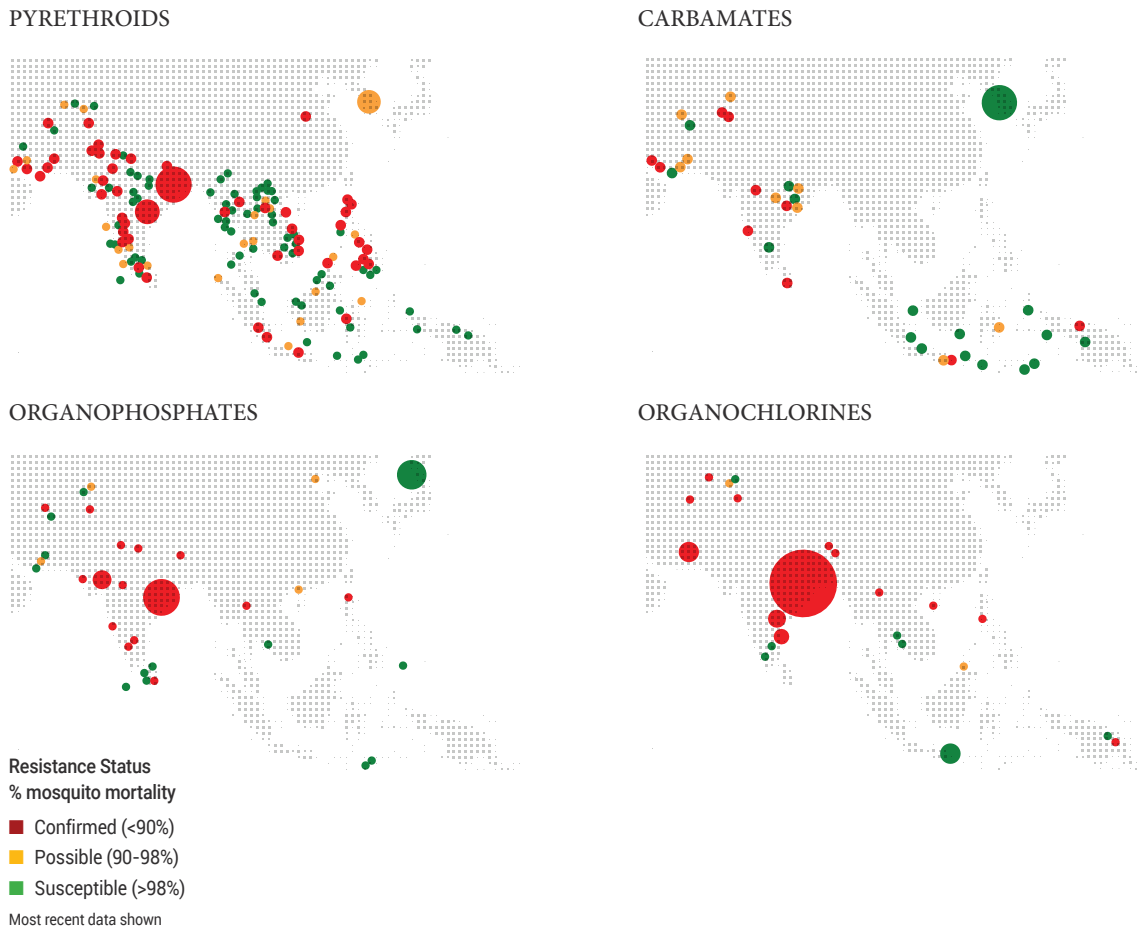 PYRETHROIDS
CARBAMATES
ORGANOPHOSPHATES
ORGANOCHLORINES
Resistance Status
% mosquito mortality
Confirmed (<90%)
Possible (90-98%)
Susceptible (>98%)
Most recent data shown